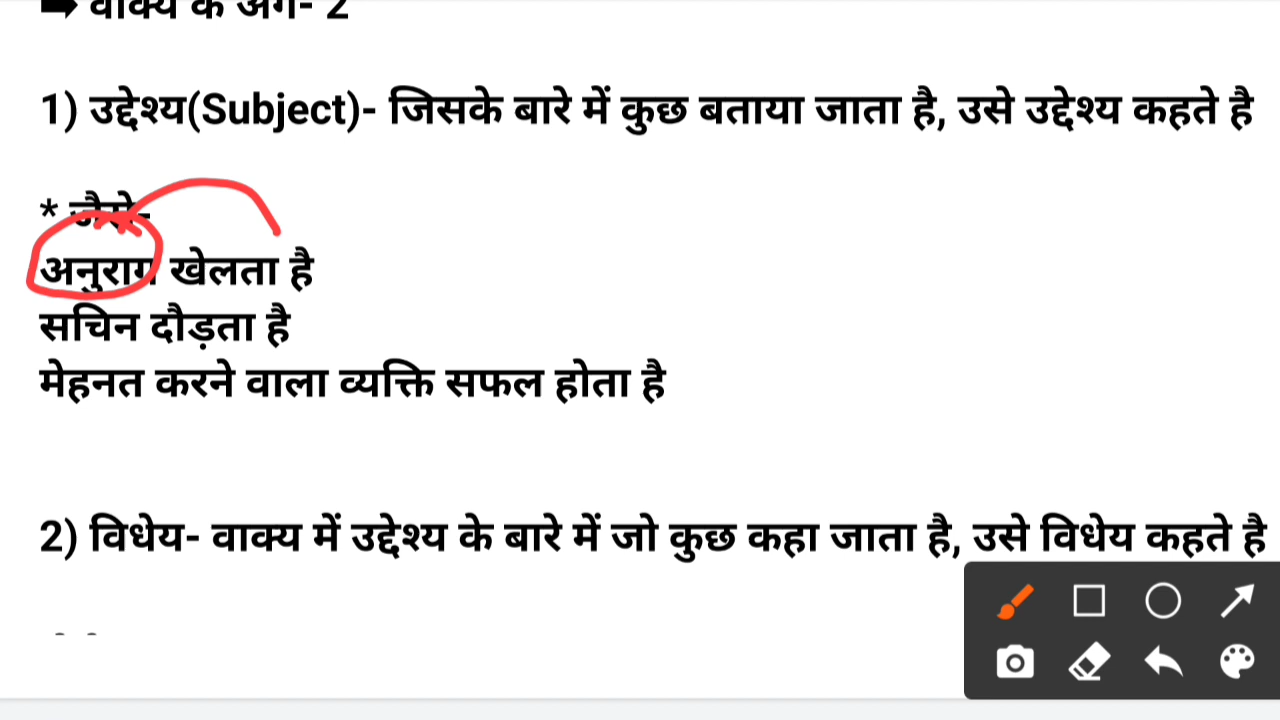 ➡ वाक्य के अंग- 2
1) उद्देश्य(Subject)- जिसके बारे में कुछ बताया जाता है, उसे उद्देश्य कहते है
* जैसे-
अनुराग खेलता है
सचिन दौड़ता है
मेहनत करने वाला व्यक्ति सफल होता है
2) विधेय- वाक्य में उद्देश्य के बारे में जो कुछ कहा जाता है, उसे विधेय कहते है